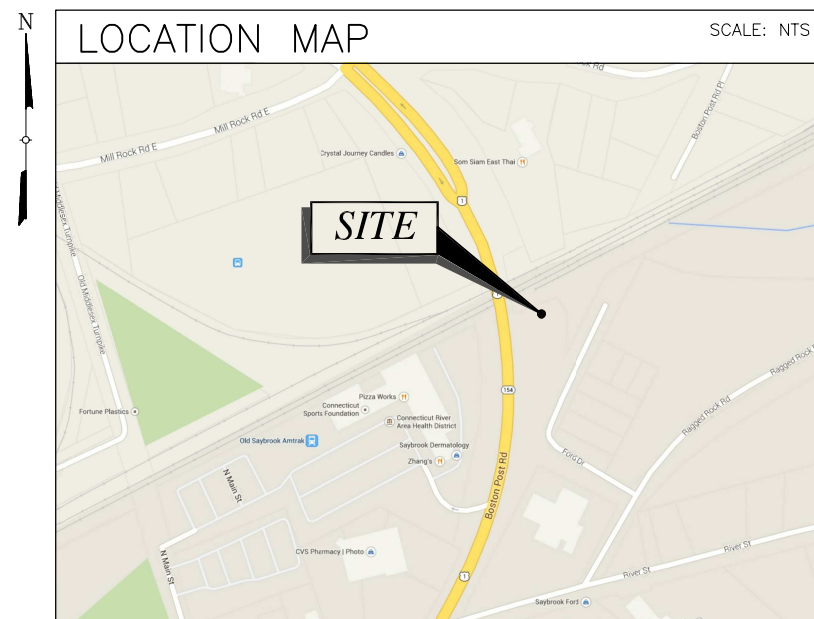 N
LOCATION MAP
SCALE: NTS
Rd
Mill Rock Rd E
Mill Rock Rd E
Boston Post Rd Pl
Crystal Journey Candles
Som Siam East Thai
1
Middlesex Turnpike
SITE
Old Middlesex Turnpike
1
154
Ragged Rock
Pizza Works
Connecticut
Sports Foundation
Fortune Plastics
Connecticut River
Area Health District
Ragged Rock Rd
Old Saybrook Amtrak
Saybrook Dermatology
Zhang's
Ford Dr
N Main St
Boston Post Rd
CVS Pharmacy | Photo
River St
N Main St
River St
1
Saybrook Ford